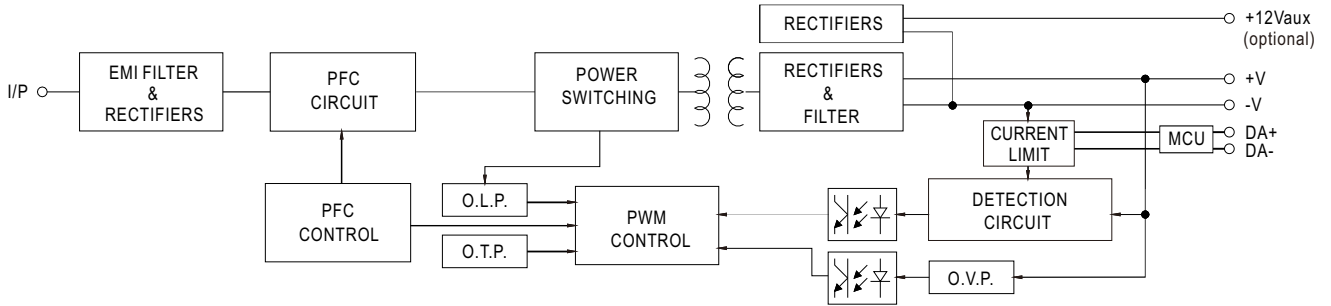 RECTIFIERS
+12Vaux
(optional)
I/P
EMI FILTER
&
RECTIFIERS
PFC
CIRCUIT
POWER
SWITCHING
RECTIFIERS
&
FILTER
+V
-V
CURRENT
LIMIT
MCU
DA+
DA-
PFC
CONTROL
O.L.P.
O.T.P.
PWM
CONTROL
DETECTION
CIRCUIT
O.V.P.